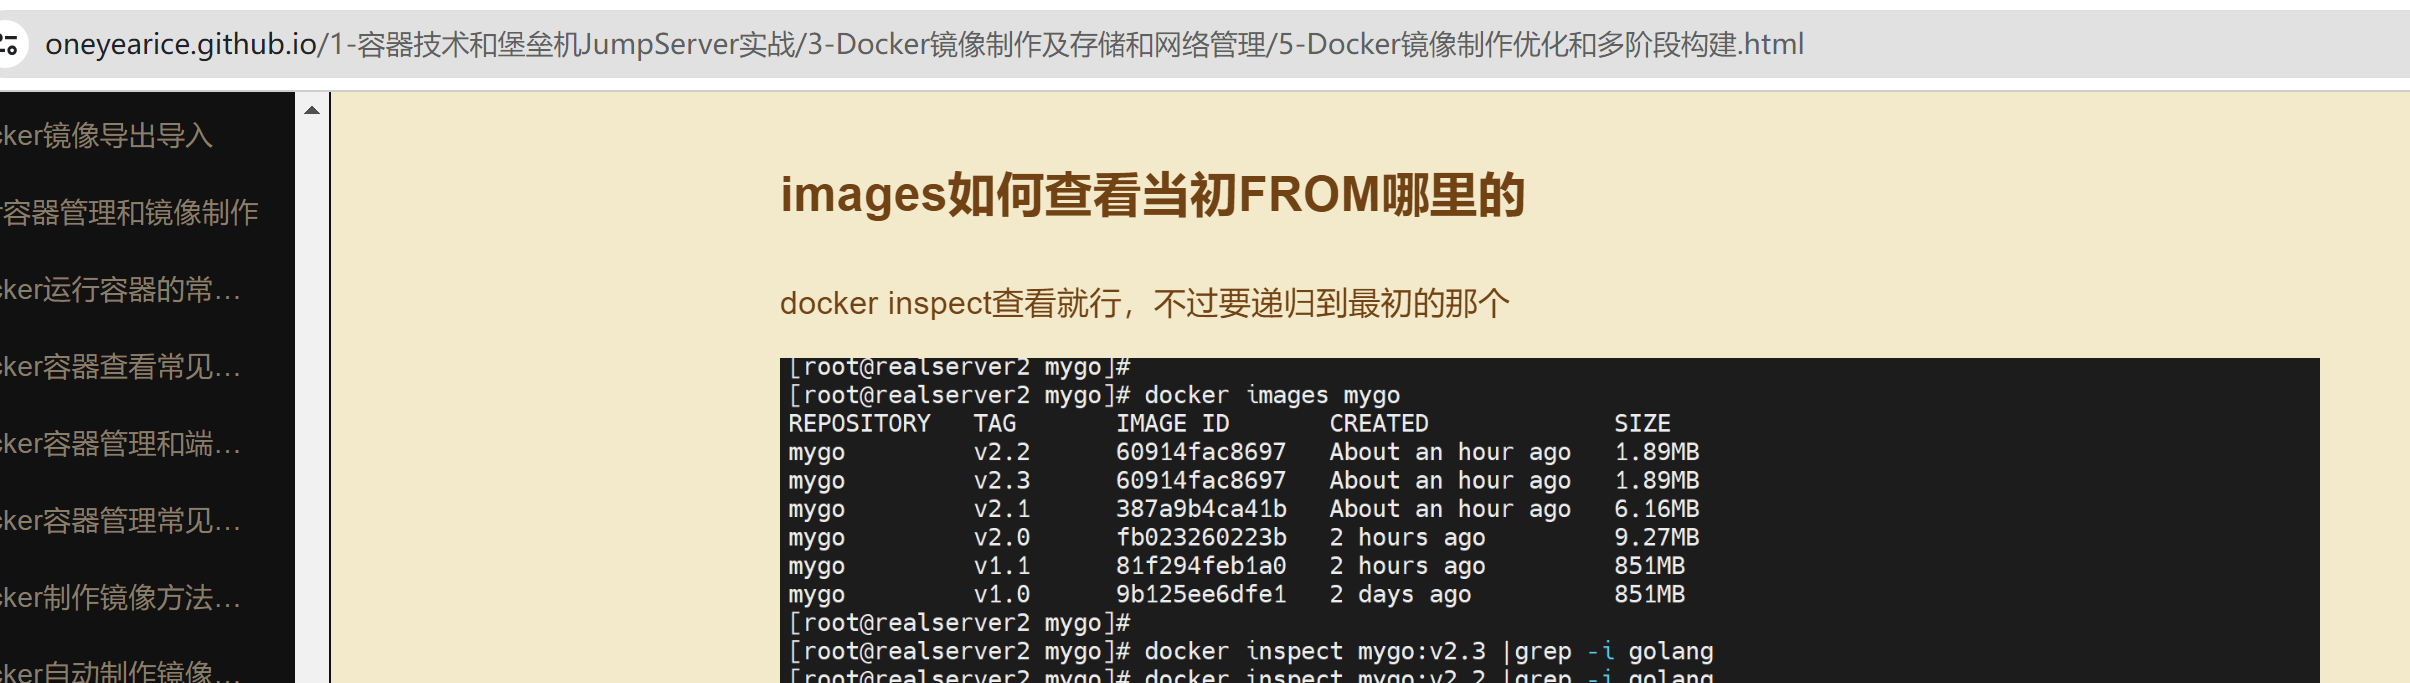 oneyearice.github.io/1-容器技术和堡垒机JumpServer实战/3-Docker镜像制作及存储和网络管理/5-Docker镜像制作优化和多阶段构建.html
cker镜像导出导入
容器管理和镜像制作
cker运行容器的常…
cker容器查看常见…
cker容器管理和端…
cker容器管理常见…
cker制作镜像方法…
cker自动制作镜像…
images如何查看当初FROM哪里的
docker inspect查看就行，不过要递归到最初的那个
[root@realserver2 mygo]#
[root@realserver2 mygo]# docker images mygo
REPOSITORY TAG IMAGE ID CREATED SIZE
mygo v2.2 60914fac8697 About an hour ago 1.89MB
mygo v2.3 60914fac8697 About an hour ago 1.89MB
mygo v2.1 387a9b4ca41b About an hour ago 6.16MB
mygo v2.0 fb023260223b 2 hours ago 9.27MB
mygo v1.1 81f294feb1a0 2 hours ago 851MB
mygo v1.0 9b125ee6dfe1 2 days ago 851MB
[root@realserver2 mygo]#
[root@realserver2 mygo]# docker inspect mygo:v2.3 |grep -i golang
[root@realserver2 mygo]# docker inspect mygo:v2.2 |grep -i golang